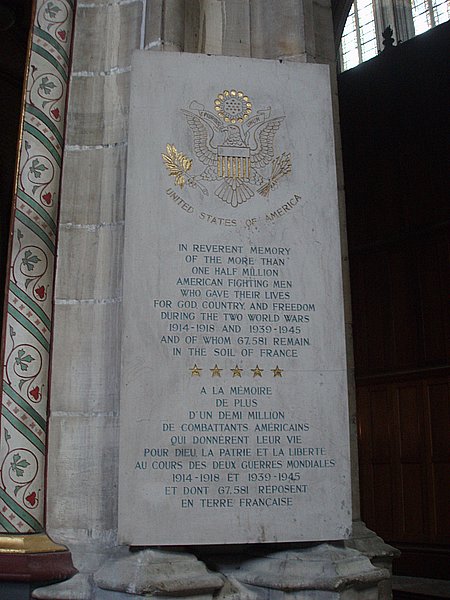 UNITED STATES OF AMERICA
IN REVERENT MEMORY
OF THE MORE THAN
ONE HALF MILLION
AMERICAN FIGHTING MEN
WHO GAVE THEIR LIVES
FOR GOD, COUNTRY, AND FREEDOM
DURING THE TWO WORLD WARS
1914-1918 AND 1939-1945
AND OF WHOM 67.581 REMAIN
IN THE SOIL OF FRANCE
A LA MÉMOIRE
DE PLUS
D'UN DEMI MILLION
DE COMBATTANTS AMÉRICAINS
QUI DONNÈRENT LEUR VIE
POUR DIEU, LA PATRIE ET LA LIBERTÉ
AU COURS DES DEUX GUERRES MONDIALES
1914-1918 ET 1939-1945
ET DONT 67.581 REPOSENT
EN TERRE FRANÇAISE